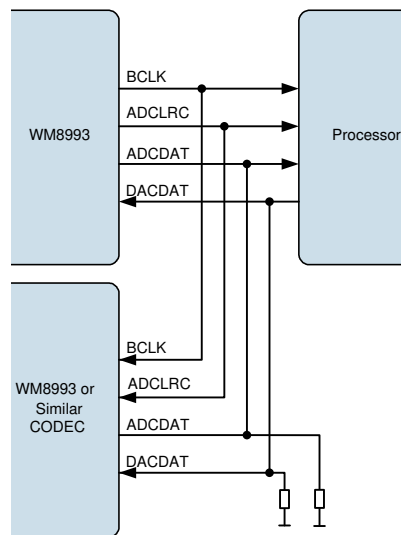 BCLK
ADCLRC
WM8993
Processor
ADCDAT
DACDAT
BCLK
WM8993 or
Similar
CODEC
ADCLRC
ADCDAT
DACDAT